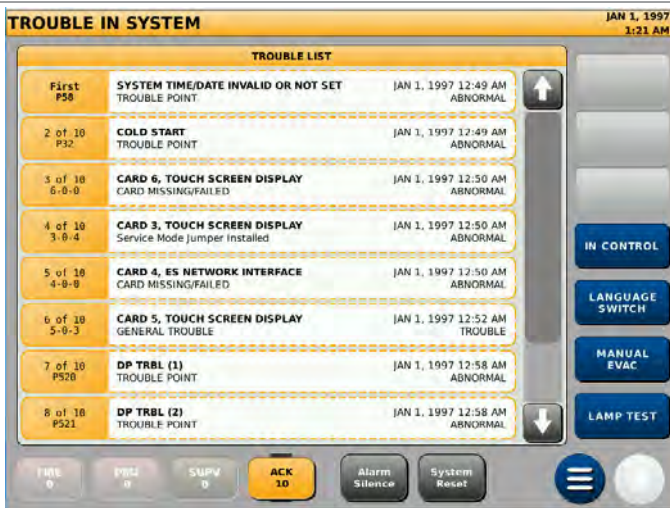 TROUBLE IN SYSTEM
JAN 1, 1997
1:21 AM
TROUBLE LIST
First
P58
SYSTEM TIME/DATE INVALID OR NOT SET
TROUBLE POINT
JAN 1, 1997 12:49 AM
ABNORMAL
2 of 10
P32
COLD START
TROUBLE POINT
JAN 1, 1997 12:49 AM
ABNORMAL
3 of 10
6-0-0
CARD 6, TOUCH SCREEN DISPLAY
CARD MISSING/FAILED
JAN 1, 1997 12:50 AM
ABNORMAL
4 of 10
3-0-4
CARD 3, TOUCH SCREEN DISPLAY
Service Mode Jumper Installed
JAN 1, 1997 12:50 AM
ABNORMAL
5 of 10
4-0-0
CARD 4, ES NETWORK INTERFACE
CARD MISSING/FAILED
JAN 1, 1997 12:50 AM
ABNORMAL
6 of 10
5-0-3
CARD 5, TOUCH SCREEN DISPLAY
GENERAL TROUBLE
JAN 1, 1997 12:52 AM
TROUBLE
7 of 10
P520
DP TRBL (1)
TROUBLE POINT
JAN 1, 1997 12:58 AM
ABNORMAL
8 of 10
P521
DP TRBL (2)
TROUBLE POINT
JAN 1, 1997 12:58 AM
ABNORMAL
IN CONTROL
LANGUAGE
SWITCH
MANUAL
EVAC
LAMP TEST
FIRE
0
0
SUPV
0
ACK
10
Alarm
Silence
System
Reset